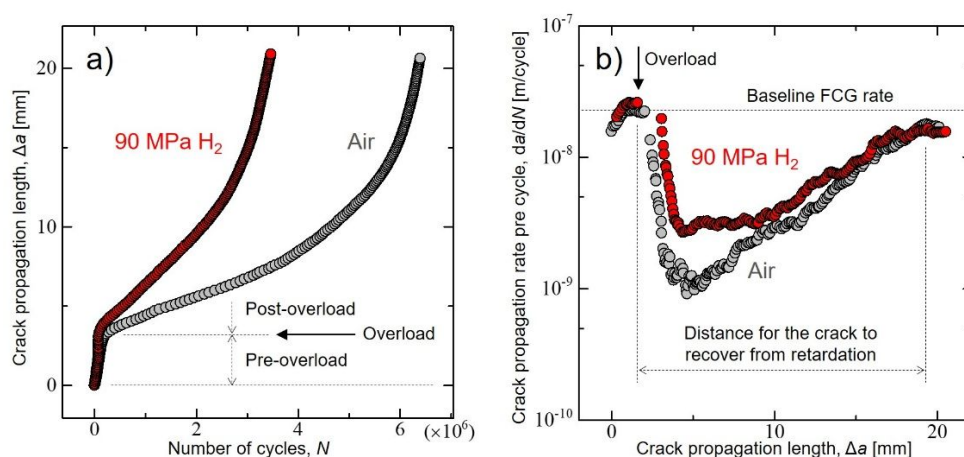 a)
Crack propagation length, Δa [mm]
20
10
0
90 MPa H₂
Air
Post-overload
Overload
Pre-overload
0
2
4
6
(×10⁶)
Number of cycles, N
b)
Crack propagation rate pre cycle, da/dN [m/cycle]
10⁻⁷
10⁻⁸
10⁻⁹
10⁻¹⁰
Overload
Baseline FCG rate
90 MPa H₂
Air
Distance for the crack to
recover from retardation
0
5
10
15
20
Crack propagation length, Δa [mm]